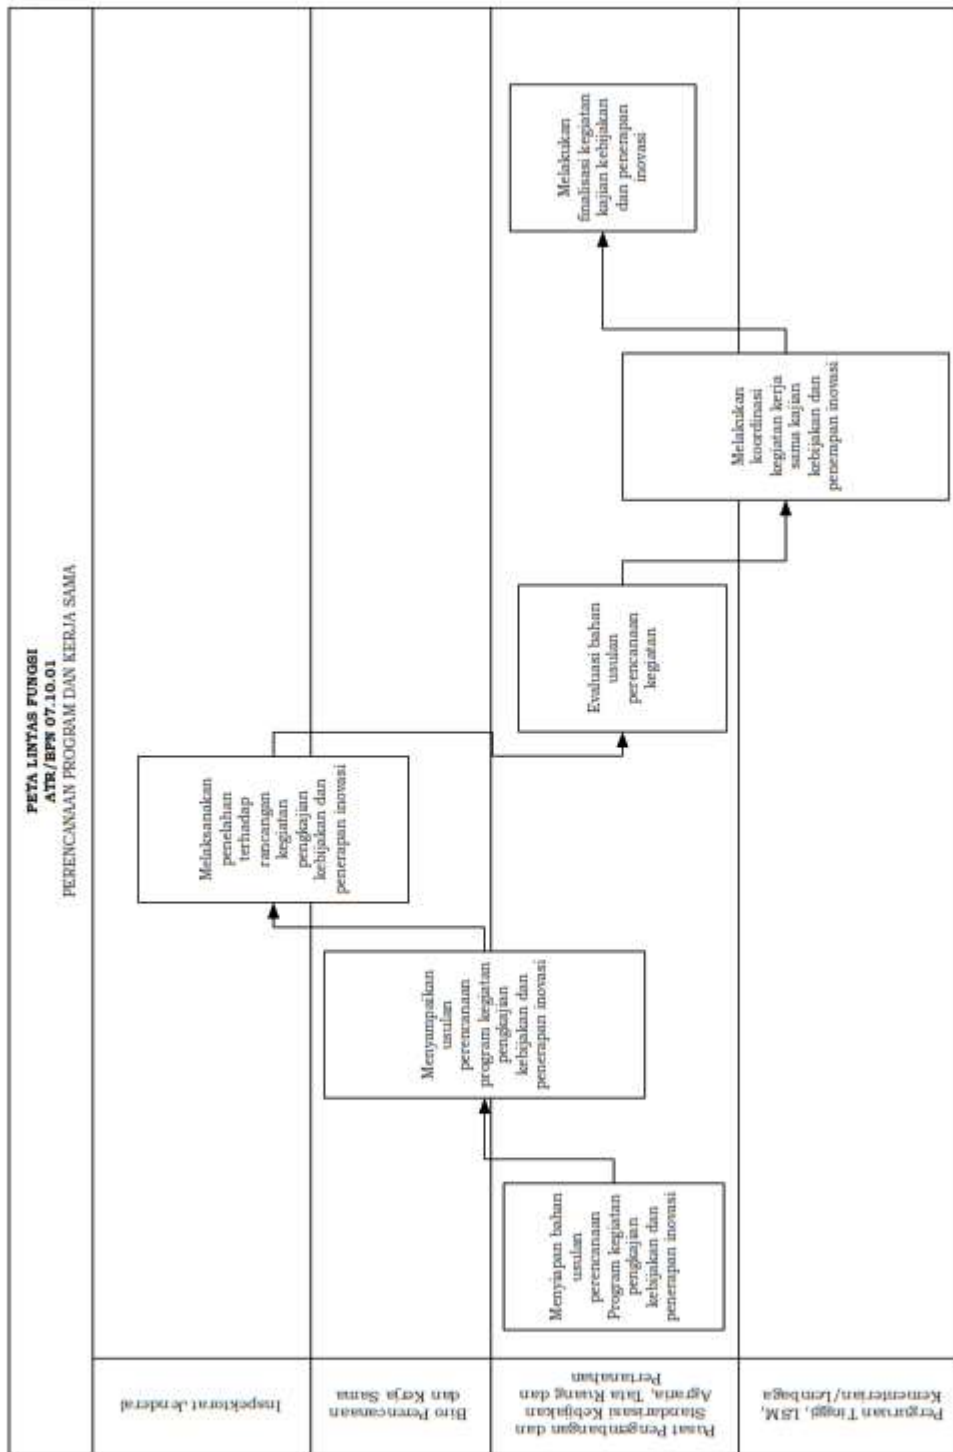 PETA LINTAS FUNGSI
ATR/BPN 07.10.01
PERENCANAAN PROGRAM DAN KERJA SAMA
Inspektorat Jenderal
Biro Perencanaan
dan Kerja Sama
Pusat Pengembangan dan
Standarisasi Kebijakan
Agraria, Tata Ruang dan
Pertanahan
Perguruan Tinggi, LSM,
Kementerian/Lembaga
Menyiapan bahan
usulan
perencanaan
Program kegiatan
pengkajian
kebijakan dan
penerapan inovasi
Menyampaikan
usulan
perencanaan
program kegiatan
pengkajian
kebijakan dan
penerapan inovasi
Melaksanakan
penelahan
terhadap
rancangan
kegiatan
pengkajian
kebijakan dan
penerapan inovasi
Evaluasi bahan
usulan
perencanaan
kegiatan
Melakukan
koordinasi
kegiatan kerja
sama kajian
kebijakan dan
penerapan inovasi
Melakukan
finalisasi kegiatan
kajian kebijakan
dan penerapan
inovasi